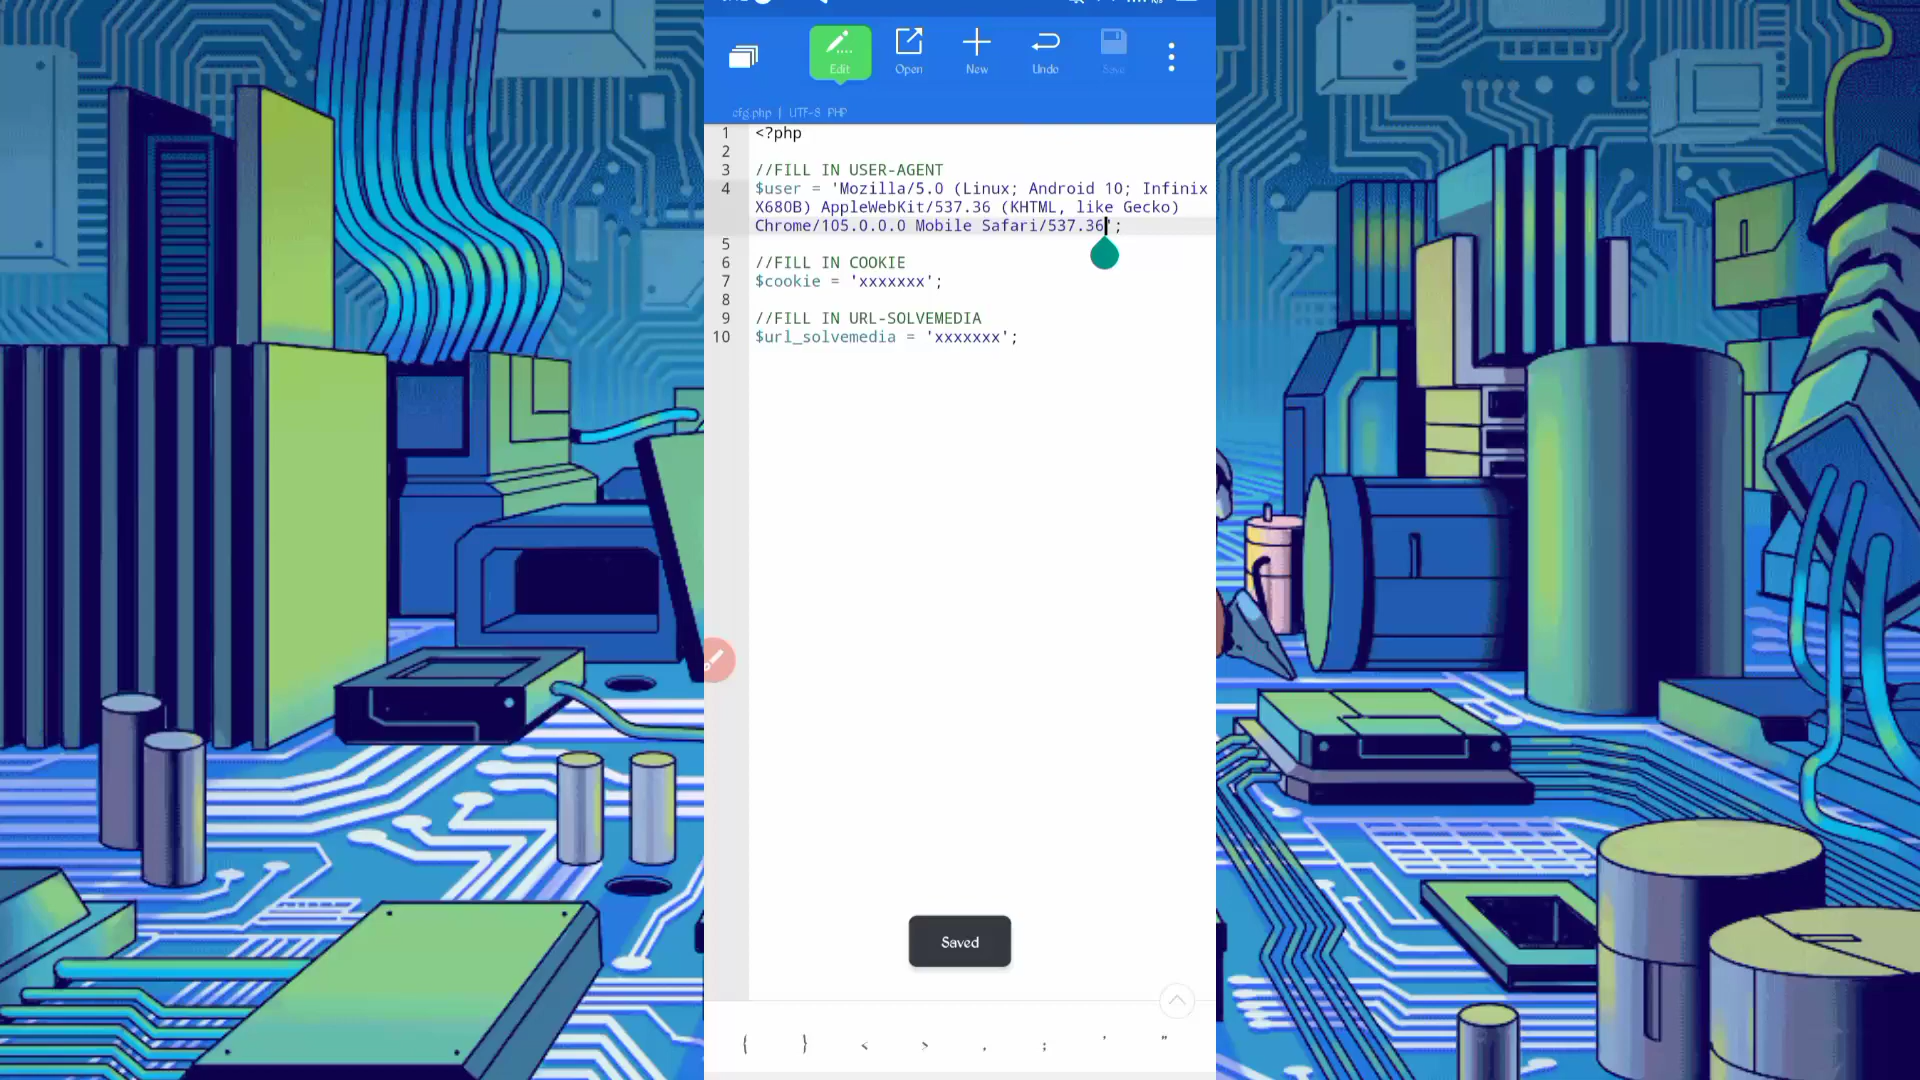 Edit
Open
New
Undo
Save
cfg.php | UTF-8 PHP
1 <?php
2
3 //FILL IN USER-AGENT
4 $user = 'Mozilla/5.0 (Linux; Android 10; Infinix
X680B) AppleWebKit/537.36 (KHTML, like Gecko)
Chrome/105.0.0.0 Mobile Safari/537.36';
5
6 //FILL IN COOKIE
7 $cookie = 'xxxxxxx';
8
9 //FILL IN URL-SOLVEMEDIA
10 $url_solvemedia = 'xxxxxxx';
Saved
{ } < > , ; ' "